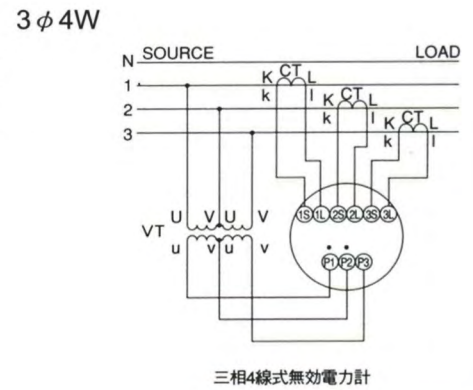 3φ4W
N SOURCE LOAD
1 K CT L
k l
2 K CT L
k l
3 K CT L
k l
1S 1L 2S 2L 3S 3L
U V U V
VT
u v u v
P1 P2 P3
三相4線式無効電力計